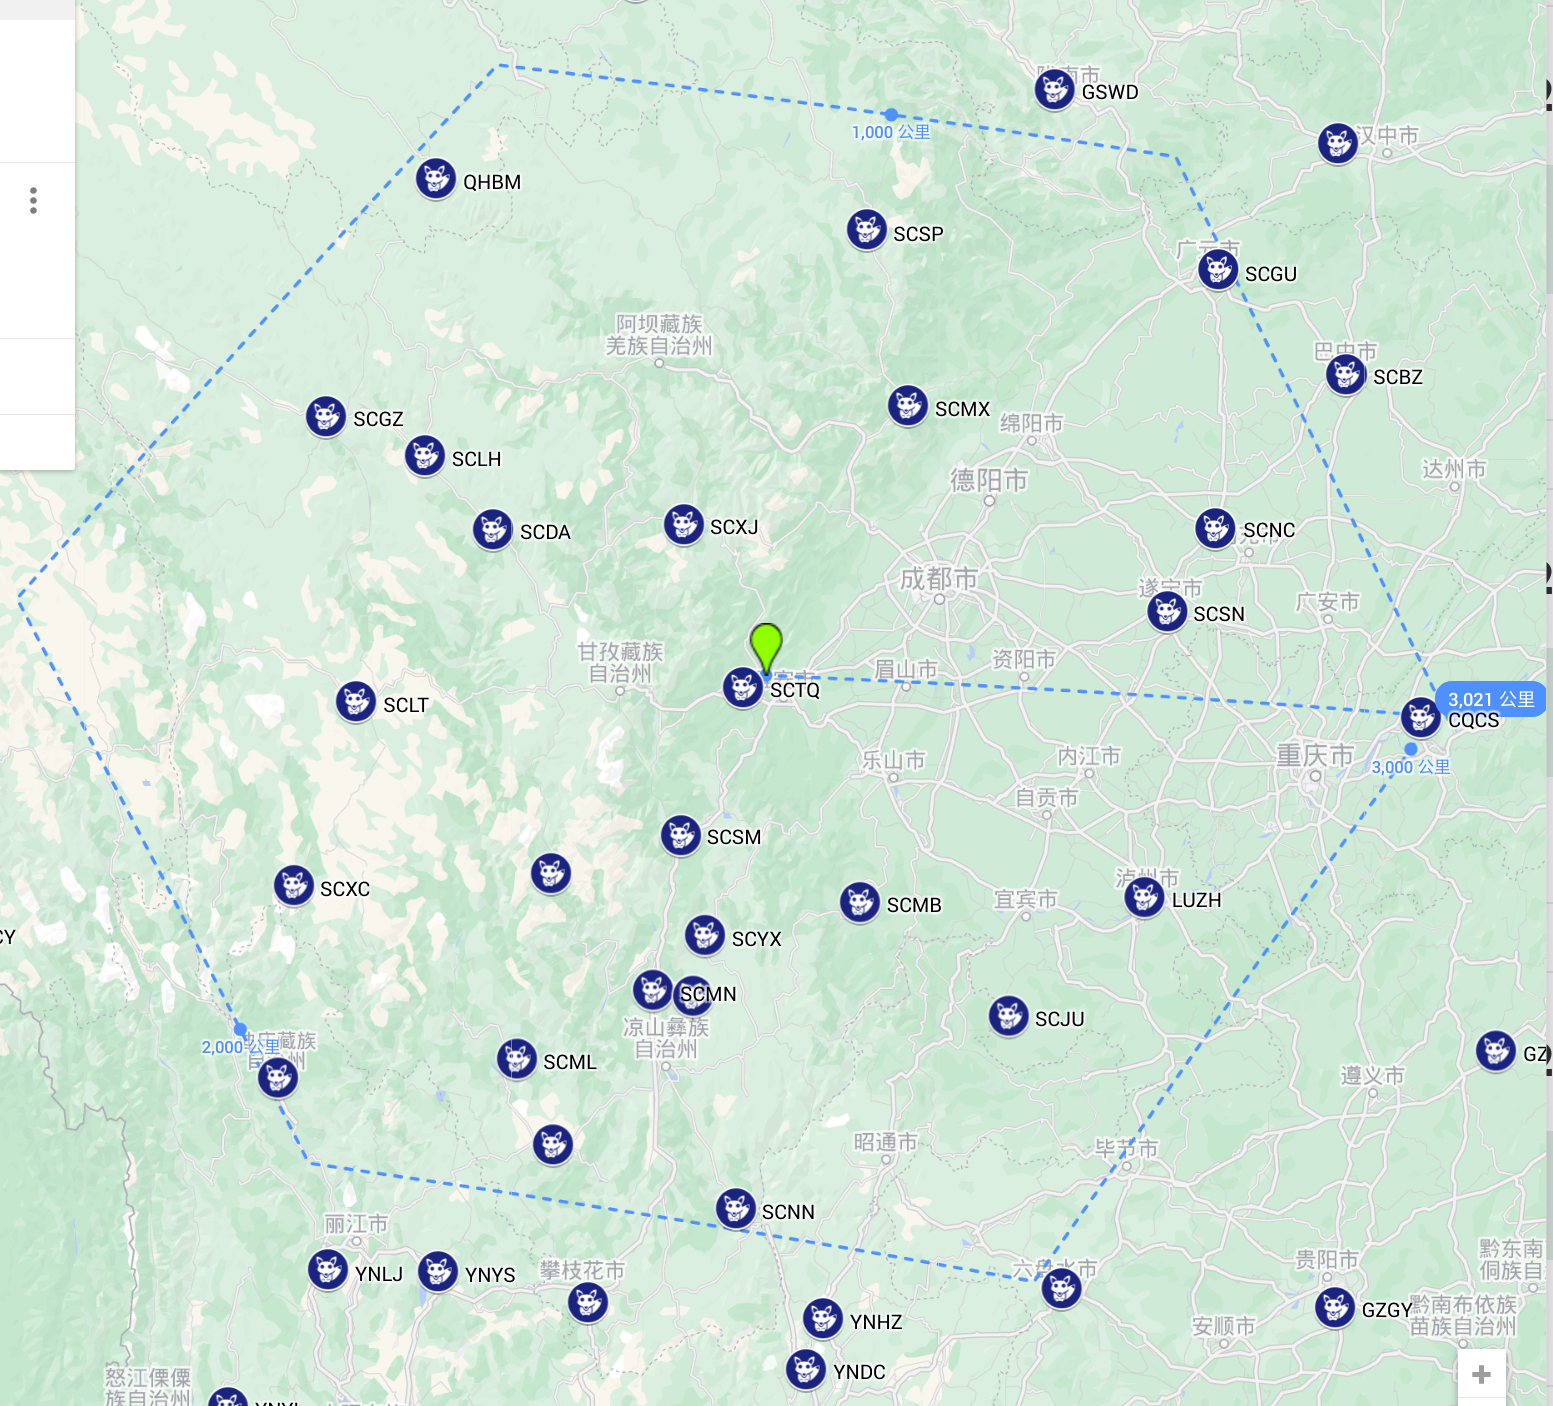 GSWD
1,000 公里
汉中市
QHBM
SCSP
广元市
SCGU
阿坝藏族
羌族自治州
巴中市
SCBZ
SCGZ
SCMX
绵阳市
SCLH
达州市
德阳市
SCDA
SCXJ
SCNC
成都市
遂宁市
广安市
SCSN
甘孜藏族
自治州
资阳市
眉山市
SCTQ
SCLT
3,021 公里
CQCS
乐山市
内江市
重庆市
3,000 公里
自贡市
SCSM
泸州市
SCXC
宜宾市
LUZH
SCMB
CY
SCYX
SCMN
SCJU
凉山彝族
自治州
藏族
2,000 公里
SCML
GZ
遵义市
昭通市
毕节市
SCNN
丽江市
贵阳市
黔东南
侗族自
YNLJ
YNYS
攀枝花市
六盘水市
GZGY
黔南布依族
苗族自治州
YNHZ
安顺市
YNDC
怒江傈僳
族自治州